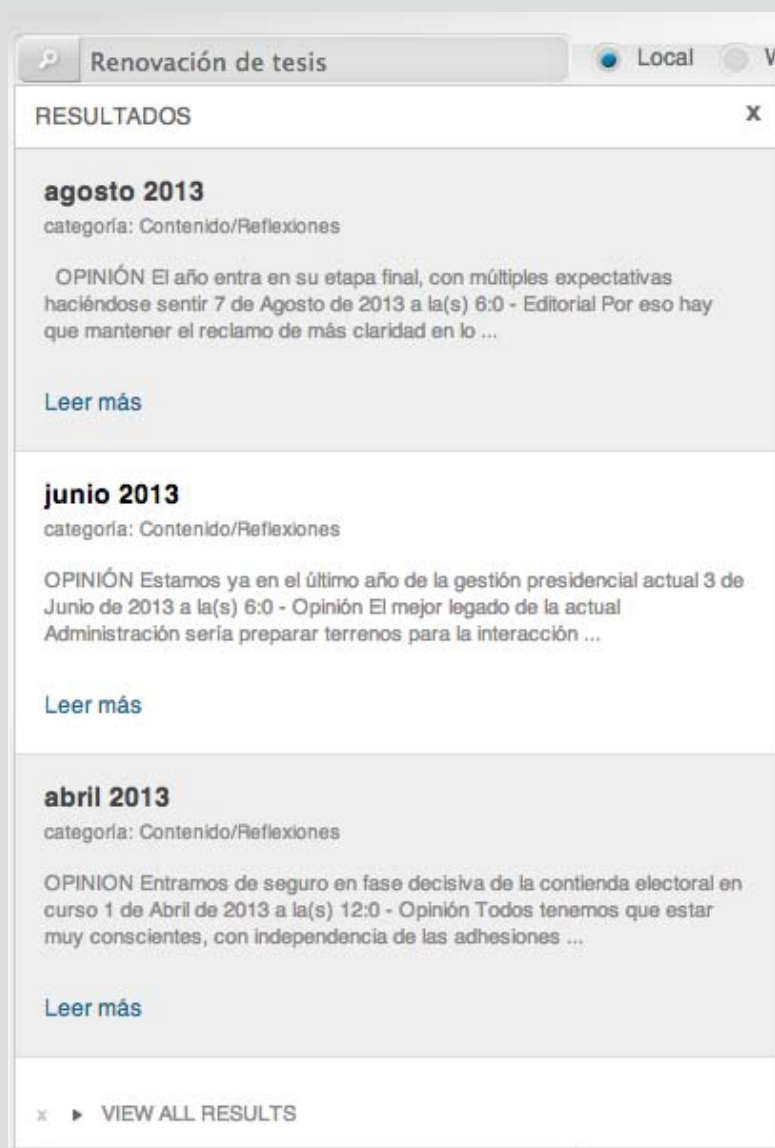 Renovación de tesis
Local
RESULTADOS x
agosto 2013
categoría: Contenido/Reflexiones
OPINIÓN El año entra en su etapa final, con múltiples expectativas
haciéndose sentir 7 de Agosto de 2013 a la(s) 6:0 - Editorial Por eso hay
que mantener el reclamo de más claridad en lo ...
Leer más
junio 2013
categoría: Contenido/Reflexiones
OPINIÓN Estamos ya en el último año de la gestión presidencial actual 3 de
Junio de 2013 a la(s) 6:0 - Opinión El mejor legado de la actual
Administración sería preparar terrenos para la interacción ...
Leer más
abril 2013
categoría: Contenido/Reflexiones
OPINION Entramos de seguro en fase decisiva de la contienda electoral en
curso 1 de Abril de 2013 a la(s) 12:0 - Opinión Todos tenemos que estar
muy conscientes, con independencia de las adhesiones ...
Leer más
x VIEW ALL RESULTS